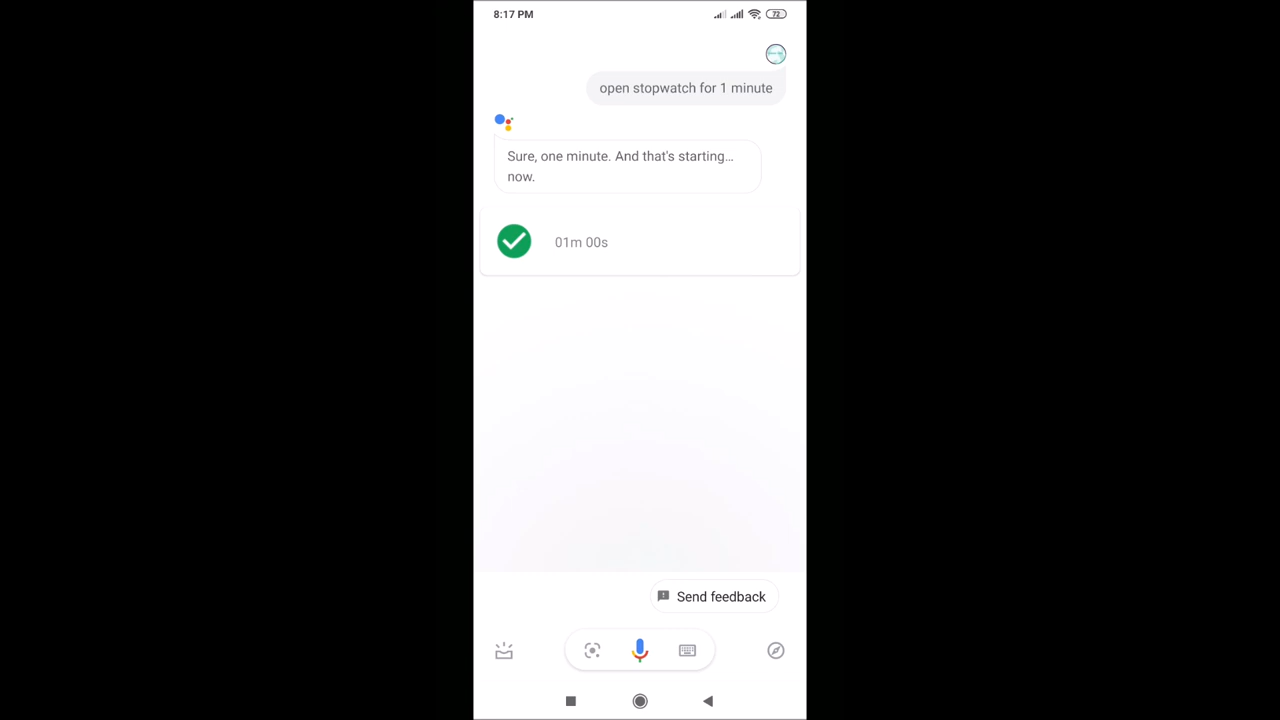 8:17 PM
72
open stopwatch for 1 minute
Sure, one minute. And that's starting...
now.
01m 00s
Send feedback